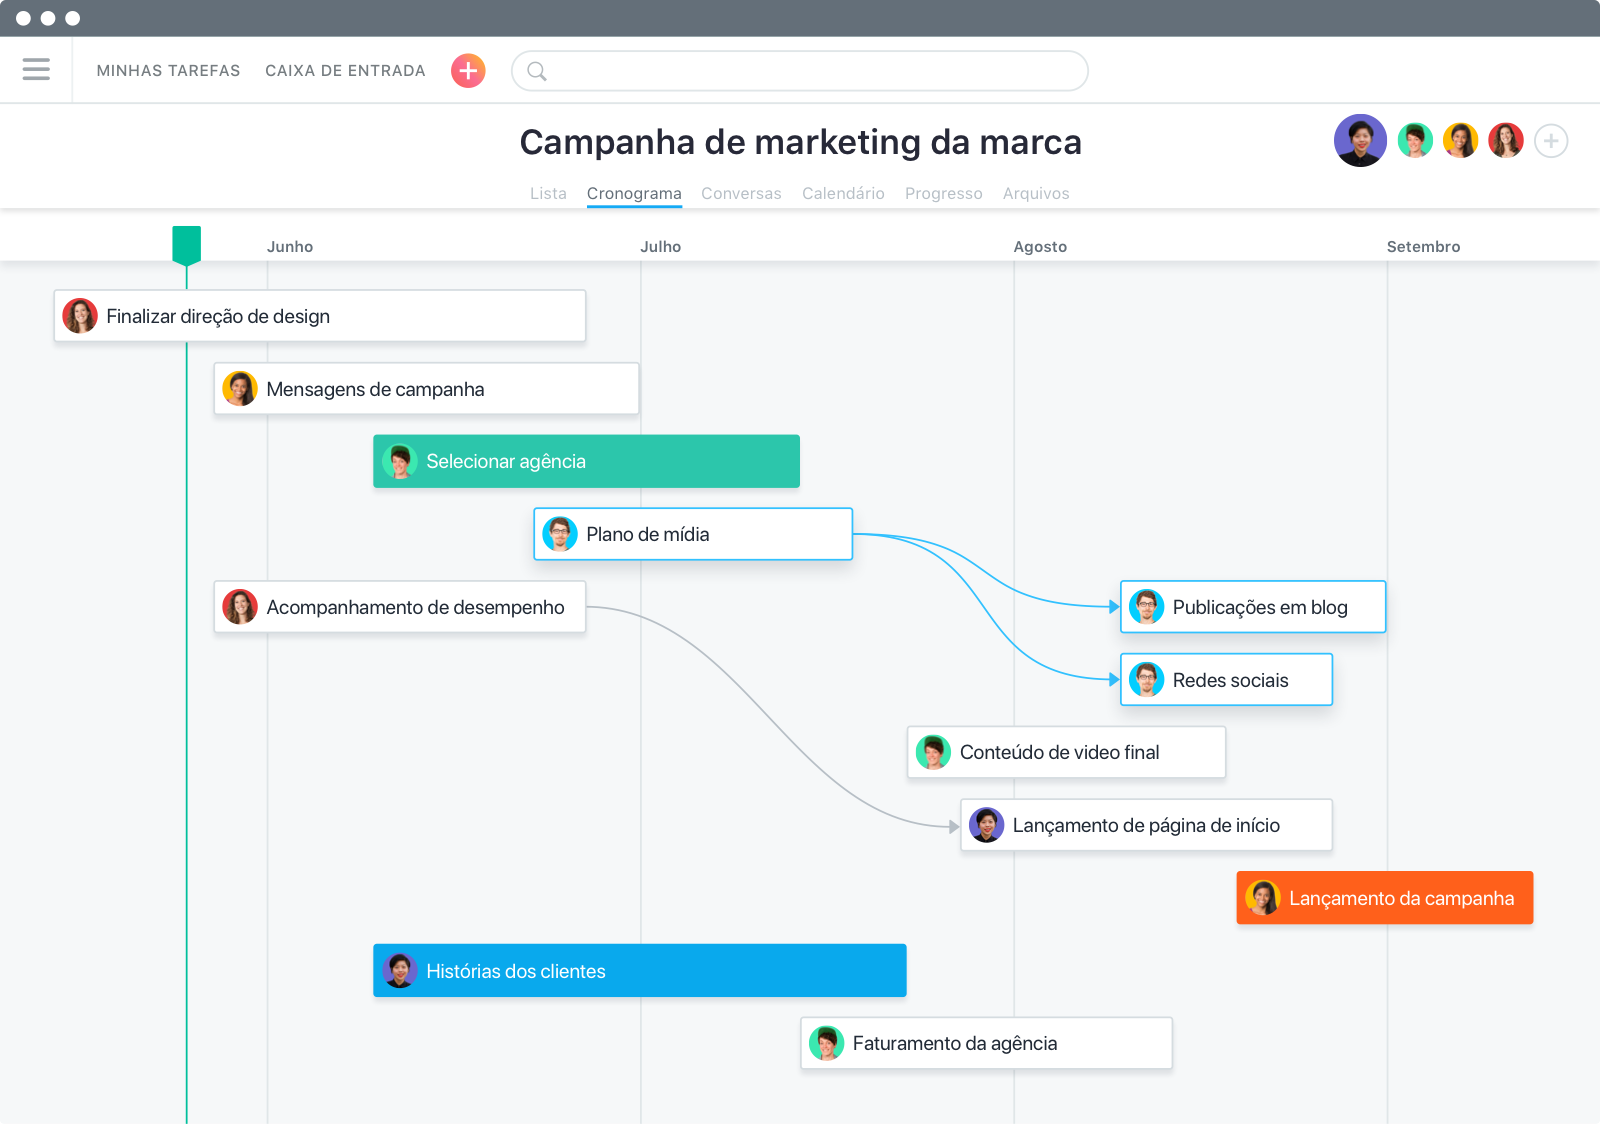 MINHAS TAREFAS CAIXA DE ENTRADA
Campanha de marketing da marca
Lista Cronograma Conversas Calendário Progresso Arquivos
Junho Julho Agosto Setembro
Finalizar direção de design
Mensagens de campanha
Selecionar agência
Plano de mídia
Acompanhamento de desempenho
Publicações em blog
Redes sociais
Conteúdo de video final
Lançamento de página de início
Lançamento da campanha
Histórias dos clientes
Faturamento da agência